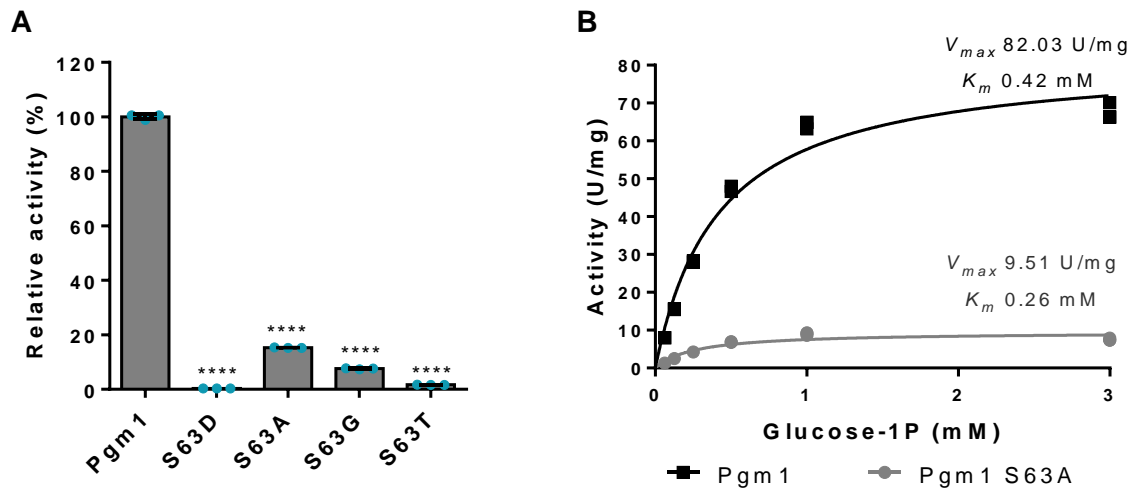 A
Relative activity (%)
120
100
80
60
40
20
0
****
****
****
****
Pgm1
S63D
S63A
S63G
S63T
B
Activity (U/mg)
80
70
60
50
40
30
20
10
0
Vmax 82.03 U/mg
Km 0.42 mM
Vmax 9.51 U/mg
Km 0.26 mM
0 1 2 3
Glucose-1P (mM)
Pgm1 Pgm1 S63A